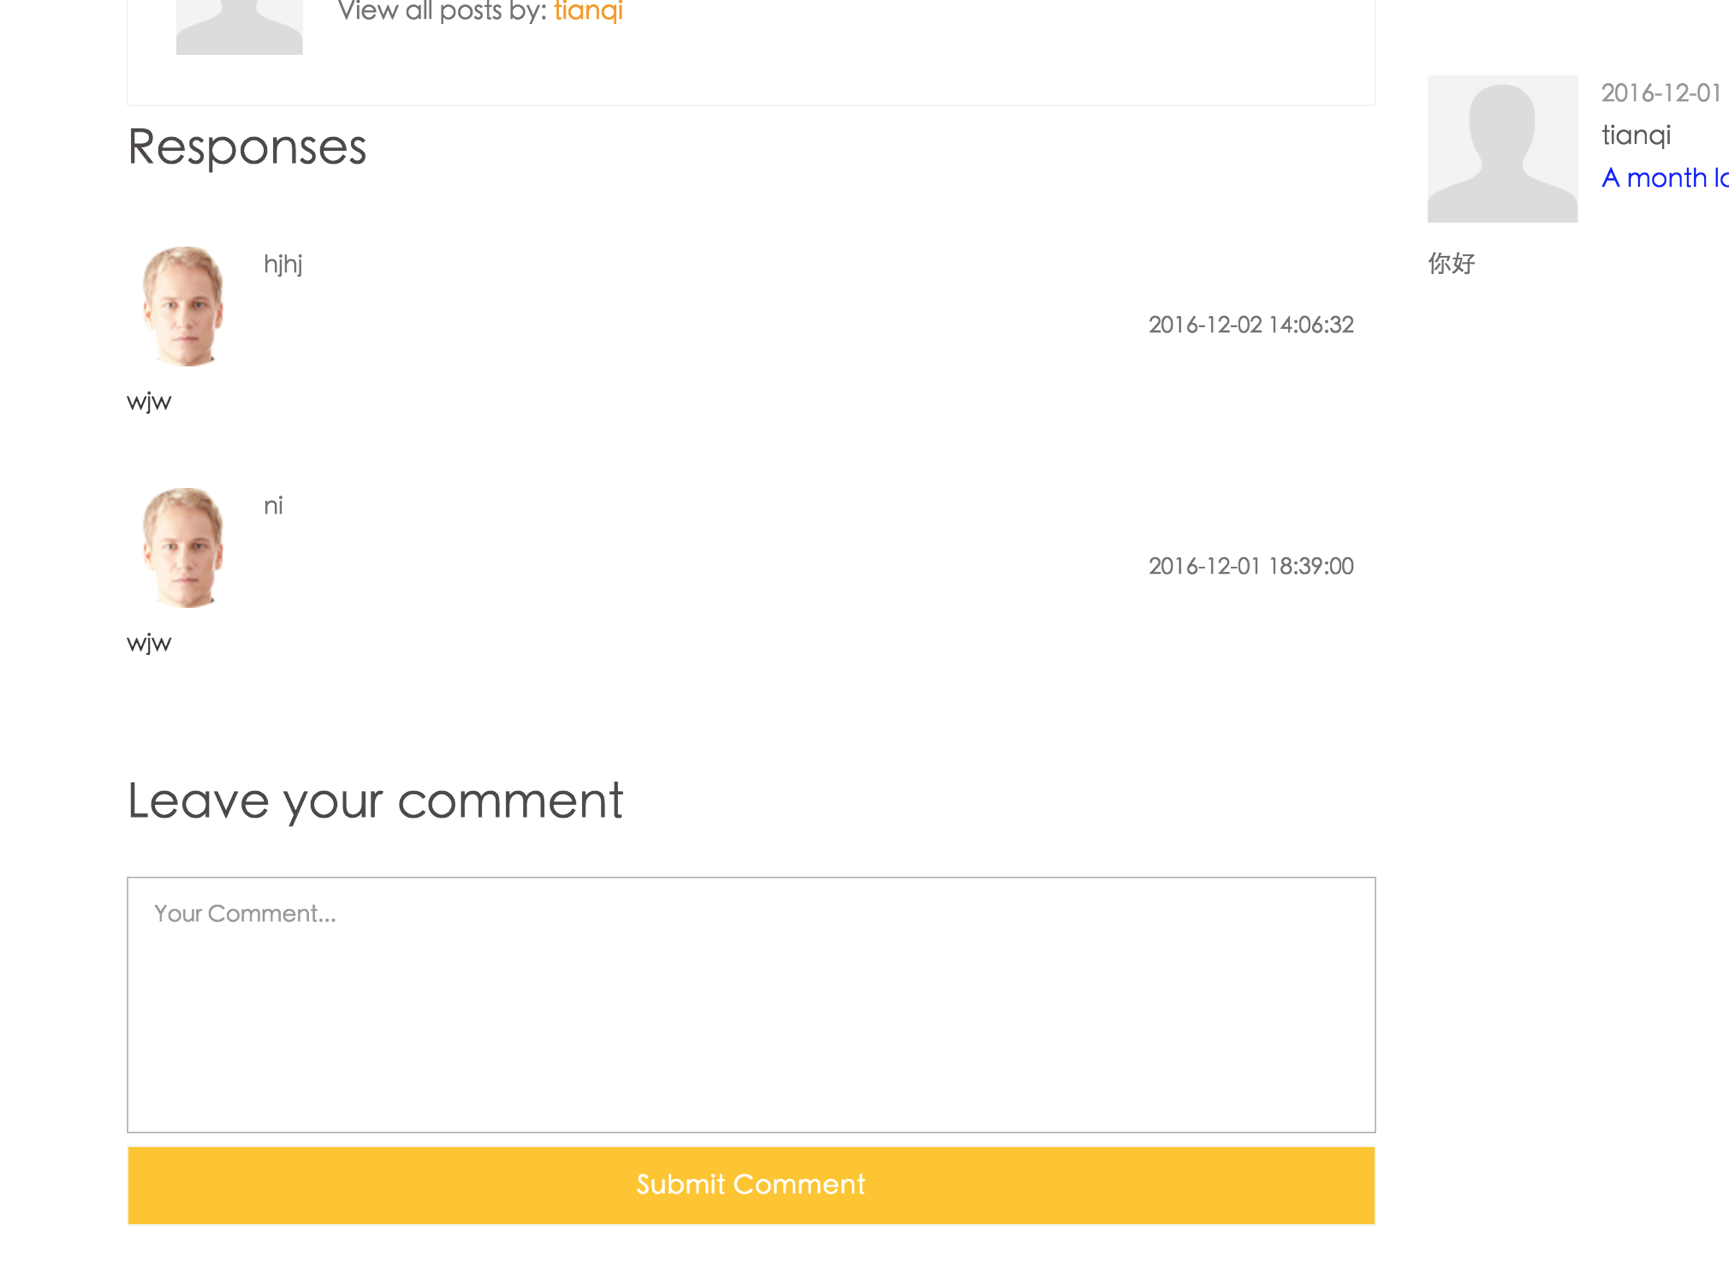 View all posts by: tianqi
Responses
hjhj
2016-12-02 14:06:32
wjw
ni
2016-12-01 18:39:00
wjw
Leave your comment
Your Comment...
Submit Comment
2016-12-01
tianqi
A month
你好